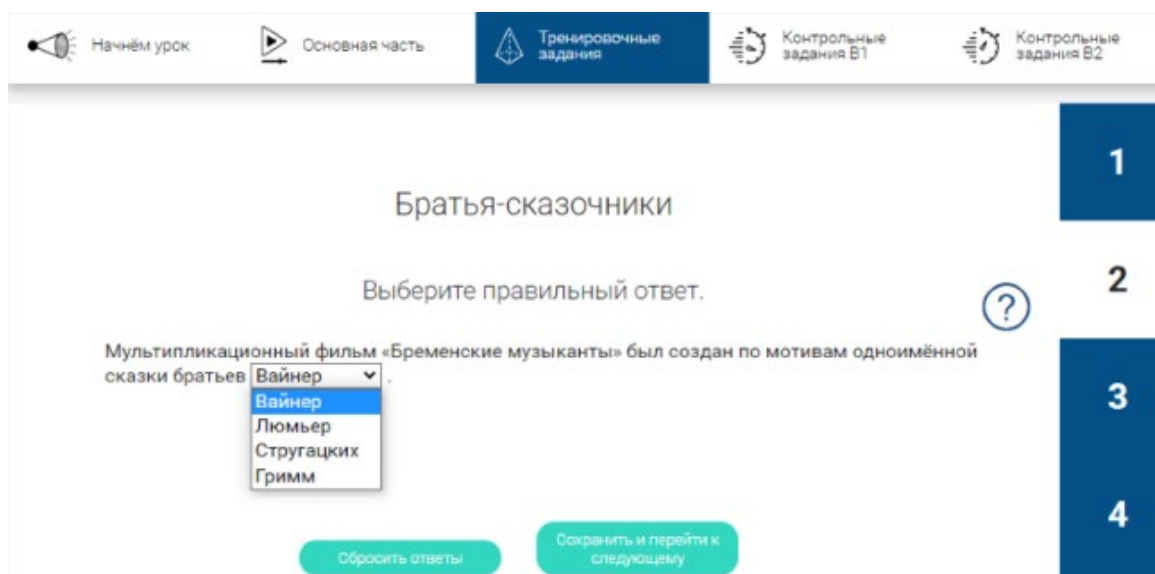 Начнём урок
Основная часть
Тренировочные
задания
Контрольные
задания В1
Контрольные
задания В2
1
Братья-сказочники
2
Выберите правильный ответ.
?
Мультипликационный фильм «Бременские музыканты» был создан по мотивам одноимённой
сказки братьев Вайнер .
Вайнер
3
Люмьер
Стругацких
Гримм
4
Сбросить ответы
Сохранить и перейти к
следующему